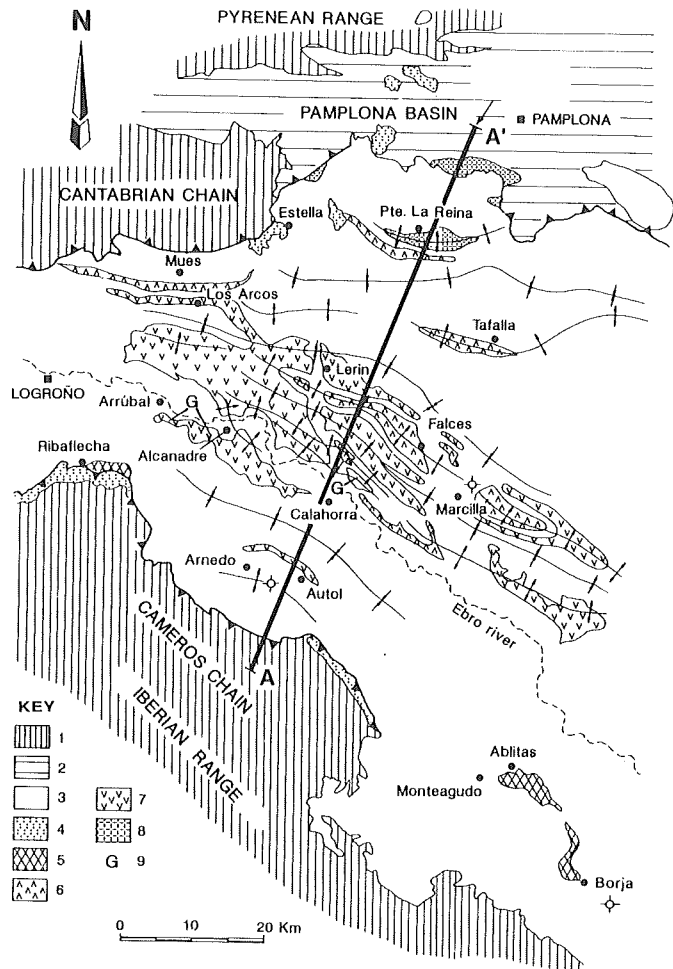 PYRENEAN RANGE
N
PAMPLONA BASIN
PAMPLONA
A'
CANTABRIAN CHAIN
Estella
Pte. La Reina
Mues
Los Arcos
Tafalla
Lerín
LOGROÑO
Arrúbal
G
Falces
Ribaflecha
Alcanadre
G
Marcilla
Calahorra
Arnedo
Autol
Ebro river
A
CAMEROS CHAIN
IBERIAN RANGE
KEY
1
2
3
7
4
8
5
G 9
6
Ablitas
Monteagudo
Borja
0 10 20 Km